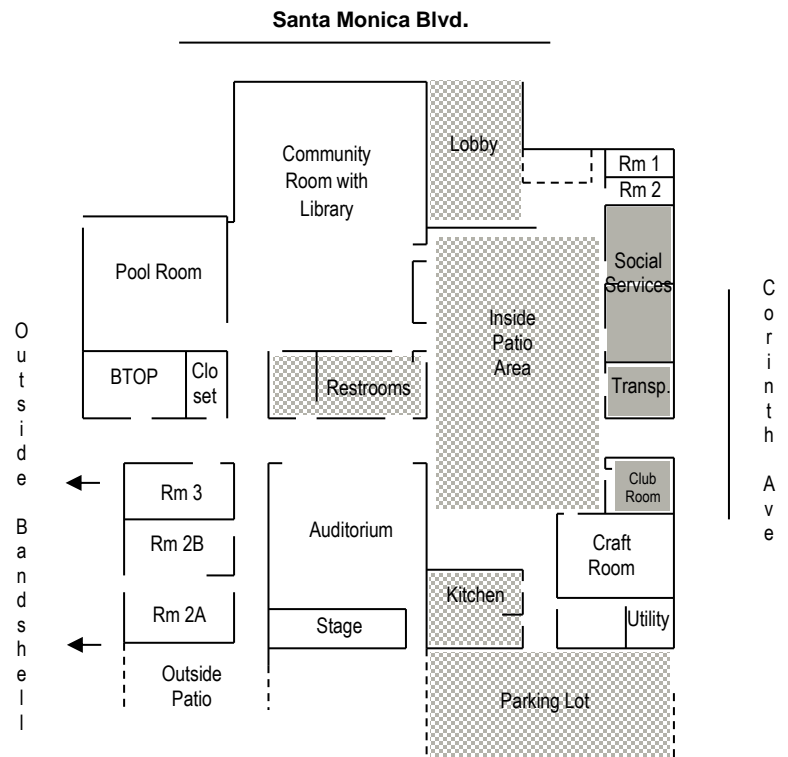 Santa Monica Blvd.
Lobby
Community
Room with
Library
Rm 1
Rm 2
Pool Room
Social
Services
Inside
Patio
Area
BTOP
Clo
set
Restrooms
Transp.
Outside Bandshell
Corinth Ave
Rm 3
Club
Room
Rm 2B
Auditorium
Craft
Room
Rm 2A
Kitchen
Stage
Utility
Outside
Patio
Parking Lot